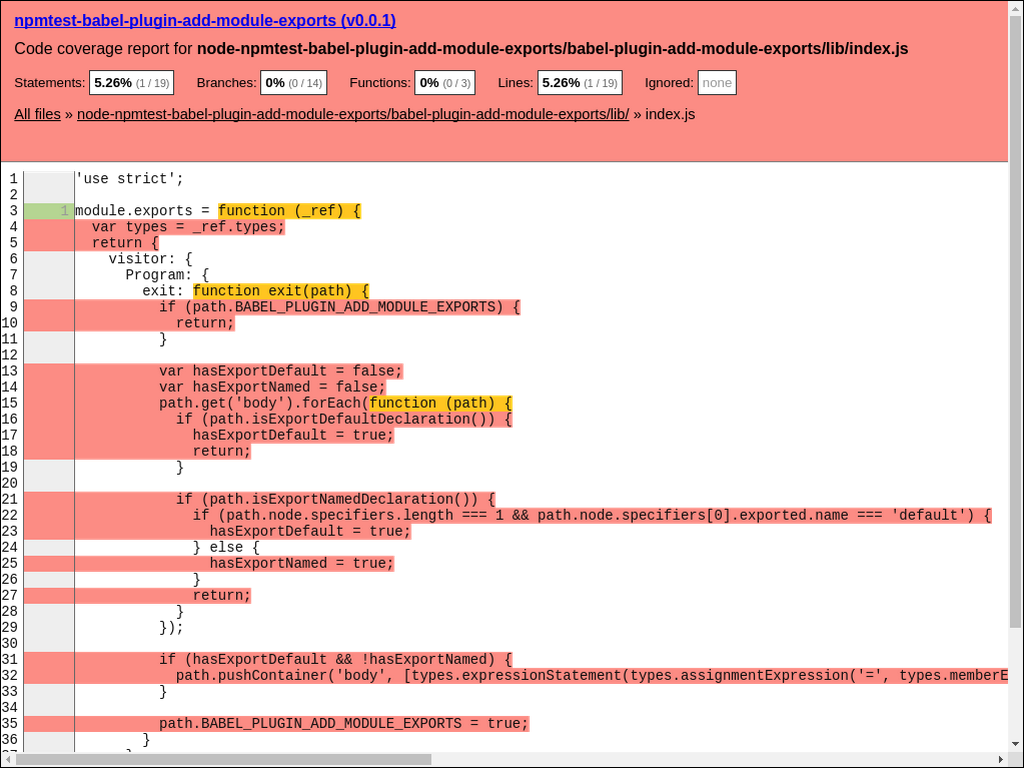 npmtest-babel-plugin-add-module-exports (v0.0.1)
Code coverage report for node-npmtest-babel-plugin-add-module-exports/babel-plugin-add-module-exports/lib/index.js
Statements: 5.26% (1 / 19) Branches: 0% (0 / 14) Functions: 0% (0 / 3) Lines: 5.26% (1 / 19) Ignored: none
All files » node-npmtest-babel-plugin-add-module-exports/babel-plugin-add-module-exports/lib/ » index.js
1 'use strict';
2
3 1 module.exports = function (_ref) {
4 var types = _ref.types;
5 return {
6 visitor: {
7 Program: {
8 exit: function exit(path) {
9 if (path.BABEL_PLUGIN_ADD_MODULE_EXPORTS) {
10 return;
11 }
12
13 var hasExportDefault = false;
14 var hasExportNamed = false;
15 path.get('body').forEach(function (path) {
16 if (path.isExportDefaultDeclaration()) {
17 hasExportDefault = true;
18 return;
19 }
20
21 if (path.isExportNamedDeclaration()) {
22 if (path.node.specifiers.length === 1 && path.node.specifiers[0].exported.name === 'default') {
23 hasExportDefault = true;
24 } else {
25 hasExportNamed = true;
26 }
27 return;
28 }
29 });
30
31 if (hasExportDefault && !hasExportNamed) {
32 path.pushContainer('body', [types.expressionStatement(types.assignmentExpression('=', types.memberE
33 }
34
35 path.BABEL_PLUGIN_ADD_MODULE_EXPORTS = true;
36 }